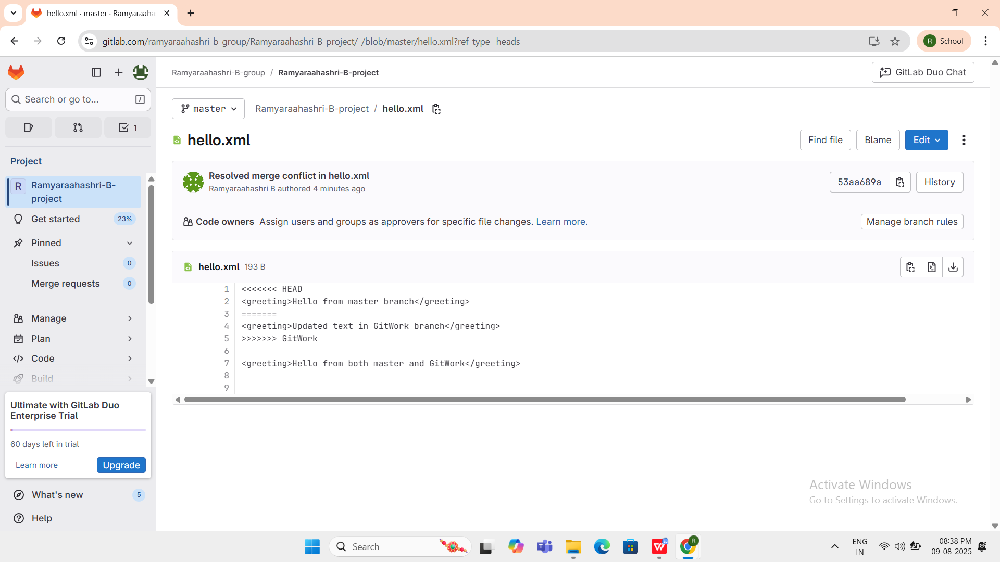 hello.xml · master · Ramyaraaha
gitlab.com/ramyaraahashri-b-group/Ramyaraahashri-B-project/-/blob/master/hello.xml?ref_type=heads
R School
Search or go to... /
1
Project
R Ramyaraahashri-B-project
Get started 23%
Pinned
Issues 0
Merge requests 0
Manage
Plan
Code
Build
Ultimate with GitLab Duo
Enterprise Trial
60 days left in trial
Learn more Upgrade
What's new 5
Help
Ramyaraahashri-B-group / Ramyaraahashri-B-project
GitLab Duo Chat
master
Ramyaraahashri-B-project / hello.xml
hello.xml
Find file Blame Edit
Resolved merge conflict in hello.xml
Ramyaraahashri B authored 4 minutes ago
53aa689a History
Code owners Assign users and groups as approvers for specific file changes. Learn more.
Manage branch rules
hello.xml 193 B
1 <<<<<<< HEAD
2 <greeting>Hello from master branch</greeting>
3 =======
4 <greeting>Updated text in GitWork branch</greeting>
5 >>>>>>> GitWork
6
7 <greeting>Hello from both master and GitWork</greeting>
8
9
Activate Windows
Go to Settings to activate Windows.
Search
ENG
IN
08:38 PM
09-08-2025